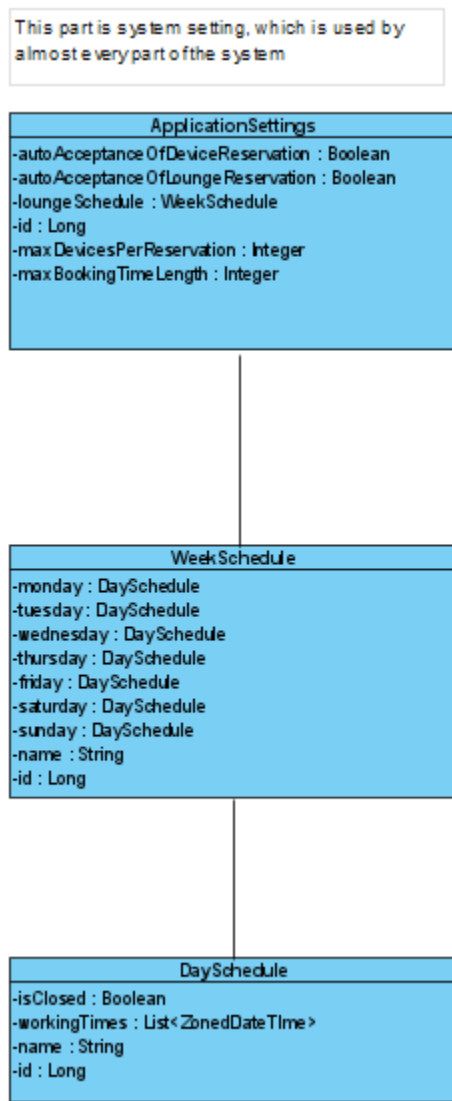 This part is system setting, which is used by
almost every part of the system
ApplicationSettings
-autoAcceptanceOfDeviceReservation : Boolean
-autoAcceptanceOfLoungeReservation : Boolean
-loungeSchedule : WeekSchedule
-id : Long
-maxDevicesPerReservation : Integer
-maxBookingTimeLength : Integer
WeekSchedule
-monday : DaySchedule
-tuesday : DaySchedule
-wednesday : DaySchedule
-thursday : DaySchedule
-friday : DaySchedule
-saturday : DaySchedule
-sunday : DaySchedule
-name : String
-id : Long
DaySchedule
-isClosed : Boolean
-workingTimes : List<ZonedDateTIme>
-name : String
-id : Long